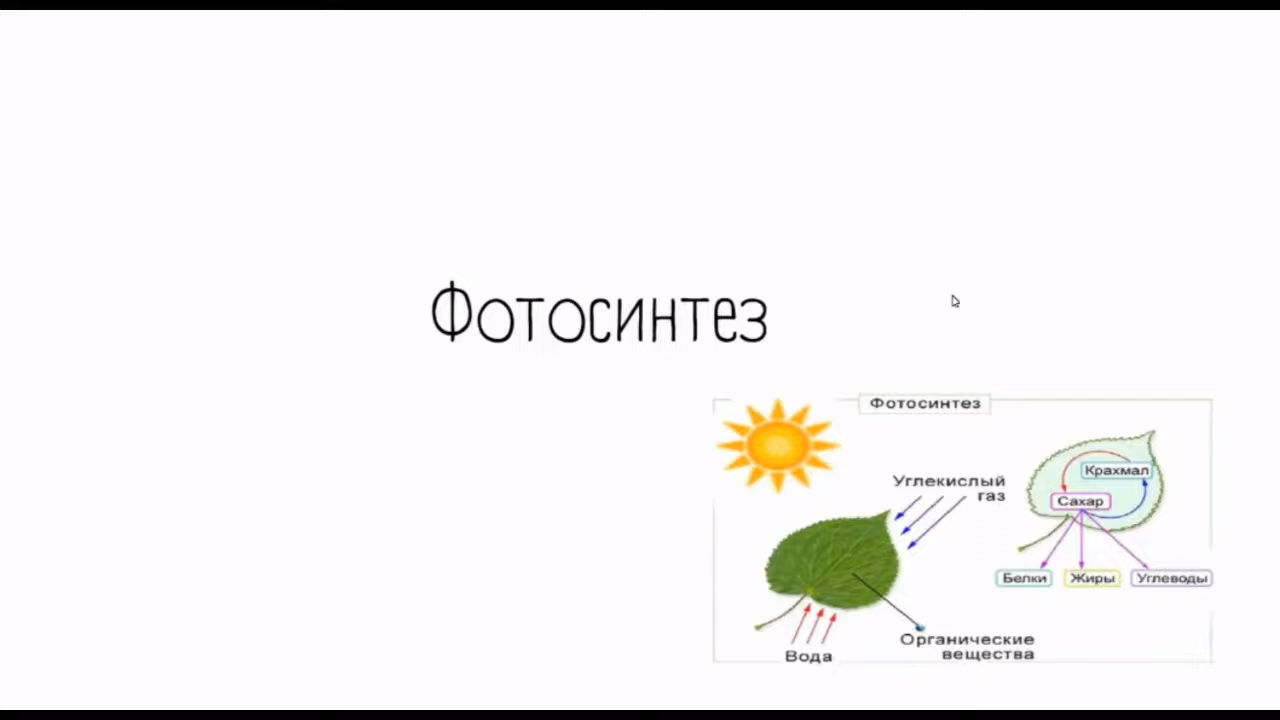 Фотосинтез
Фотосинтез
Углекислый
газ
Крахмал
Сахар
Белки
Жиры
Углеводы
Органические
вещества
Вода